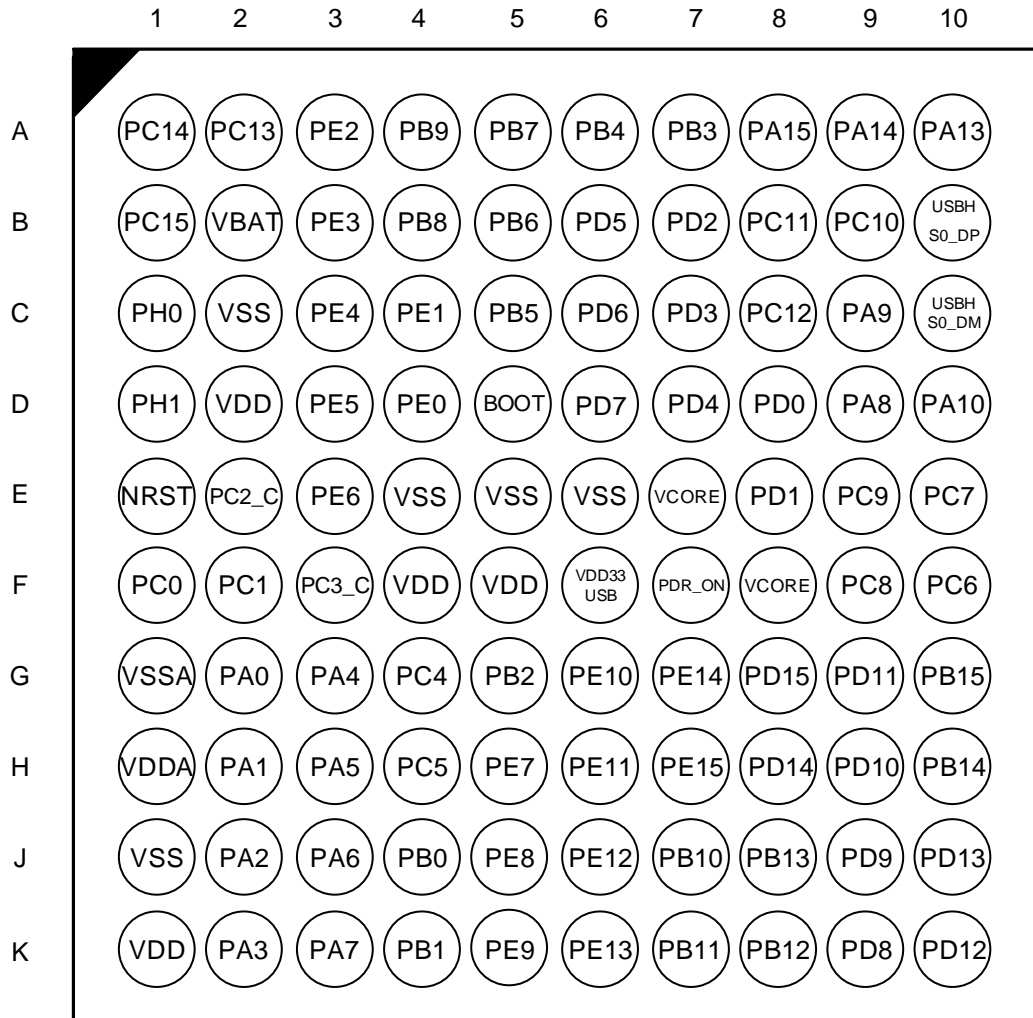 1 2 3 4 5 6 7 8 9 10
A PC14 PC13 PE2 PB9 PB7 PB4 PB3 PA15 PA14 PA13
B PC15 VBAT PE3 PB8 PB6 PD5 PD2 PC11 PC10 USBH S0_DP
C PH0 VSS PE4 PE1 PB5 PD6 PD3 PC12 PA9 USBH S0_DM
D PH1 VDD PE5 PE0 BOOT PD7 PD4 PD0 PA8 PA10
E NRST PC2_C PE6 VSS VSS VSS VCORE PD1 PC9 PC7
F PC0 PC1 PC3_C VDD VDD VDD33 USB PDR_ON VCORE PC8 PC6
G VSSA PA0 PA4 PC4 PB2 PE10 PE14 PD15 PD11 PB15
H VDDA PA1 PA5 PC5 PE7 PE11 PE15 PD14 PD10 PB14
J VSS PA2 PA6 PB0 PE8 PE12 PB10 PB13 PD9 PD13
K VDD PA3 PA7 PB1 PE9 PE13 PB11 PB12 PD8 PD12